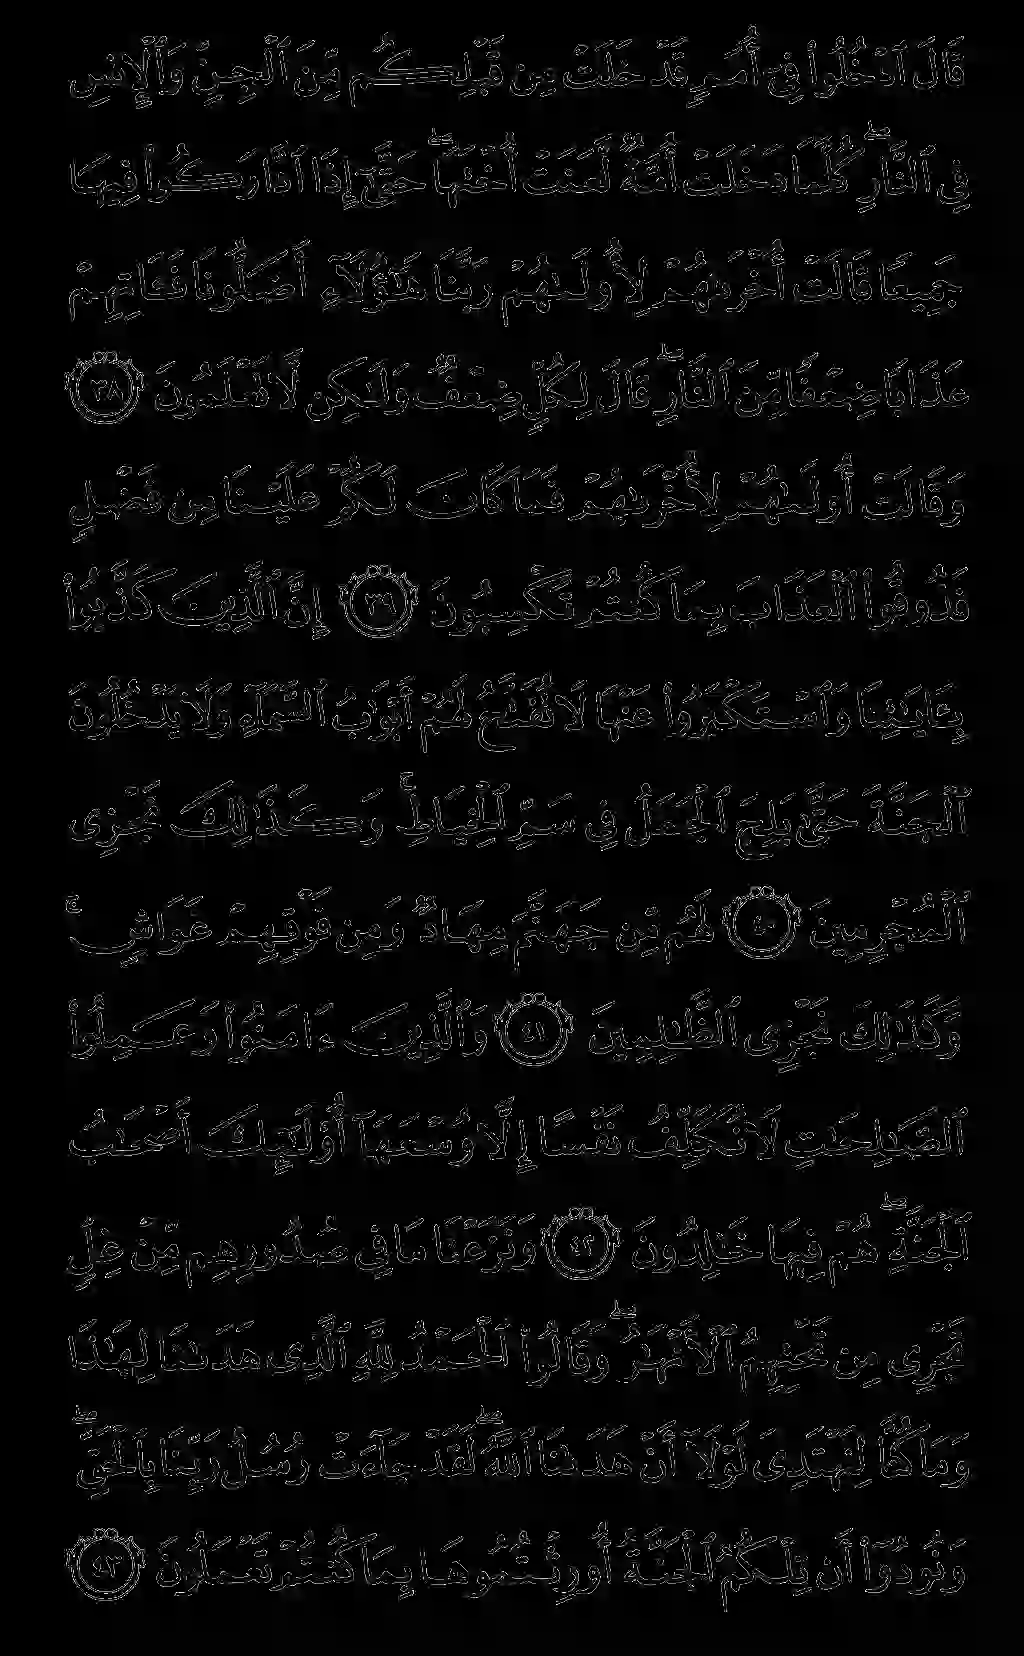 قَالَ ٱدْخُلُوا۟ فِىٓ أُمَمٍ قَدْ خَلَتْ مِن قَبْلِكُم مِّنَ ٱلْجِنِّ وَٱلْإِنسِ
فِى ٱلنَّارِ ۖ كُلَّمَا دَخَلَتْ أُمَّةٌ لَّعَنَتْ أُخْتَهَا ۖ حَتَّىٰٓ إِذَا ٱدَّارَكُوا۟ فِيهَا
جَمِيعًا قَالَتْ أُخْرَىٰهُمْ لِأُولَىٰهُمْ رَبَّنَا هَـٰٓؤُلَآءِ أَضَلُّونَا فَـَٔاتِهِمْ
عَذَابًا ضِعْفًا مِّنَ ٱلنَّارِ ۖ قَالَ لِكُلٍّ ضِعْفٌ وَلَـٰكِن لَّا تَعْلَمُونَ ٣٨
وَقَالَتْ أُولَىٰهُمْ لِأُخْرَىٰهُمْ فَمَا كَانَ لَكُمْ عَلَيْنَا مِن فَضْلٍ
فَذُوقُوا۟ ٱلْعَذَابَ بِمَا كُنتُمْ تَكْسِبُونَ ٣٩ إِنَّ ٱلَّذِينَ كَذَّبُوا۟
بِـَٔايَـٰتِنَا وَٱسْتَكْبَرُوا۟ عَنْهَا لَا تُفَتَّحُ لَهُمْ أَبْوَٰبُ ٱلسَّمَآءِ وَلَا يَدْخُلُونَ
ٱلْجَنَّةَ حَتَّىٰ يَلِجَ ٱلْجَمَلُ فِى سَمِّ ٱلْخِيَاطِ ۚ وَكَذَٰلِكَ نَجْزِى
ٱلْمُجْرِمِينَ ٤٠ لَهُم مِّن جَهَنَّمَ مِهَادٌ وَمِن فَوْقِهِمْ غَوَاشٍ ۚ
وَكَذَٰلِكَ نَجْزِى ٱلظَّـٰلِمِينَ ٤١ وَٱلَّذِينَ ءَامَنُوا۟ وَعَمِلُوا۟
ٱلصَّـٰلِحَـٰتِ لَا نُكَلِّفُ نَفْسًا إِلَّا وُسْعَهَآ أُو۟لَـٰٓئِكَ أَصْحَـٰبُ
ٱلْجَنَّةِ ۖ هُمْ فِيهَا خَـٰلِدُونَ ٤٢ وَنَزَعْنَا مَا فِى صُدُورِهِم مِّنْ غِلٍّ
تَجْرِى مِن تَحْتِهِمُ ٱلْأَنْهَـٰرُ ۖ وَقَالُوا۟ ٱلْحَمْدُ لِلَّهِ ٱلَّذِى هَدَىٰنَا لِهَـٰذَا
وَمَا كُنَّا لِنَهْتَدِىَ لَوْلَآ أَنْ هَدَىٰنَا ٱللَّهُ ۖ لَقَدْ جَآءَتْ رُسُلُ رَبِّنَا بِٱلْحَقِّ ۖ
وَنُودُوٓا۟ أَن تِلْكُمُ ٱلْجَنَّةُ أُورِثْتُمُوهَا بِمَا كُنتُمْ تَعْمَلُونَ ٤٣